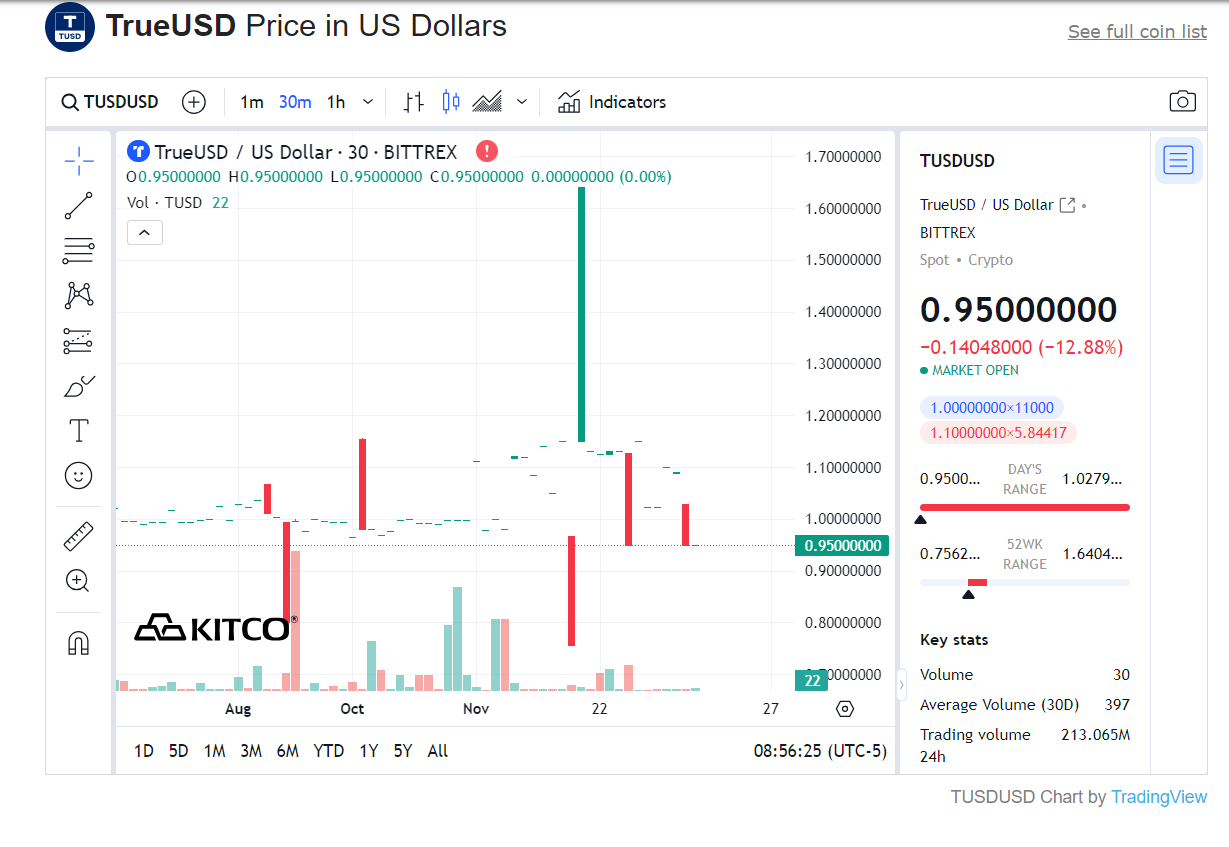 T
TUSD
TrueUSD Price in US Dollars
See full coin list
TUSDUSD
1m 30m 1h
Indicators
TrueUSD / US Dollar · 30 · BITTREX
O0.95000000 H0.95000000 L0.95000000 C0.95000000 0.00000000 (0.00%)
Vol · TUSD 22
1.70000000
1.60000000
1.50000000
1.40000000
1.30000000
1.20000000
1.10000000
1.00000000
0.95000000
0.90000000
0.80000000
22
KITCO®
Aug Oct Nov 22 27
1D 5D 1M 3M 6M YTD 1Y 5Y All
08:56:25 (UTC-5)
TUSDUSD
TrueUSD / US Dollar
BITTREX
Spot • Crypto
0.95000000
−0.14048000 (−12.88%)
MARKET OPEN
1.00000000×11000
1.10000000×5.84417
0.9500... DAY'S RANGE 1.0279...
0.7562... 52WK RANGE 1.6404...
Key stats
Volume 30
Average Volume (30D) 397
Trading volume 24h 213.065M
TUSDUSD Chart by TradingView